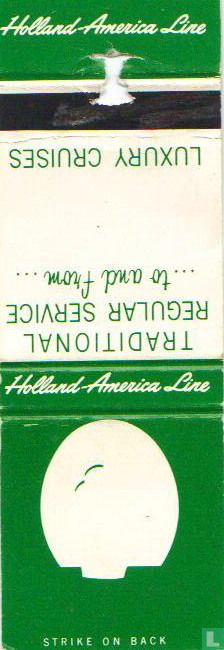 Holland-America Line
TRADITIONAL
REGULAR SERVICE
...to and from...
LUXURY CRUISES
Holland-America Line
STRIKE ON BACK
L